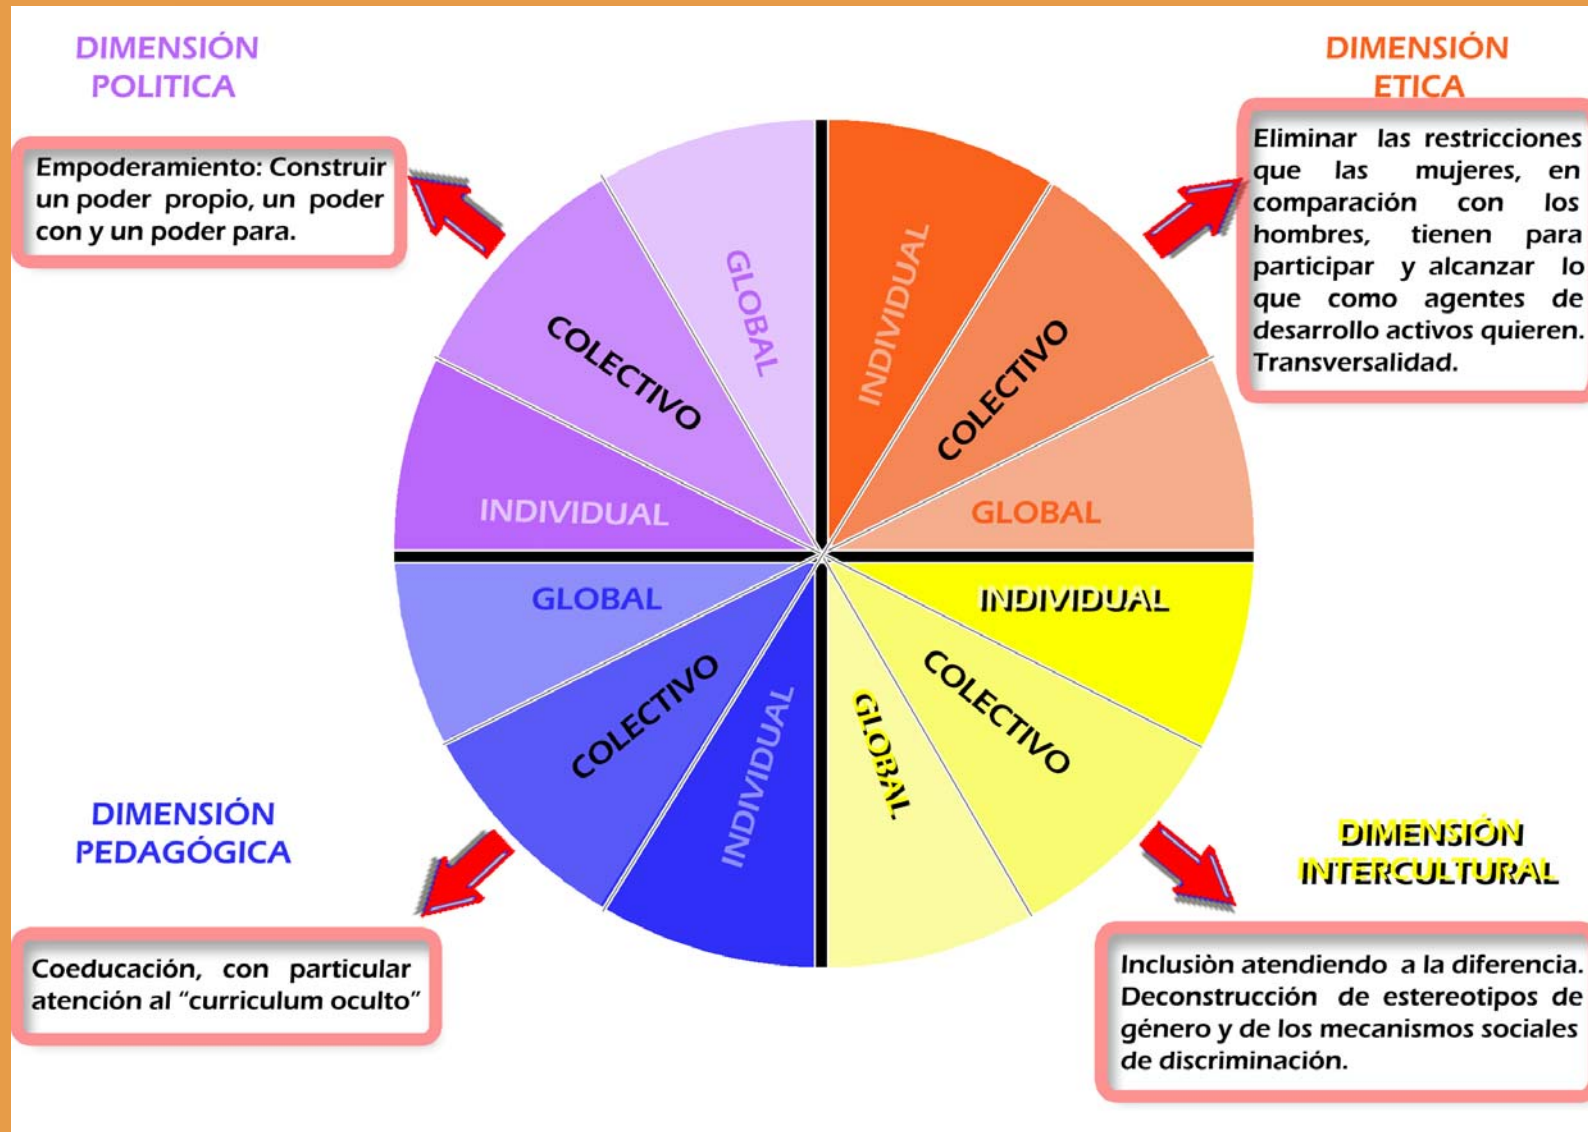 DIMENSIÓN
POLITICA
Empoderamiento: Construir
un poder propio, un poder
con y un poder para.
DIMENSIÓN
ETICA
Eliminar las restricciones
que las mujeres, en
comparación con los
hombres, tienen para
participar y alcanzar lo
que como agentes de
desarrollo activos quieren.
Transversalidad.
GLOBAL
COLECTIVO
INDIVIDUAL
INDIVIDUAL
COLECTIVO
GLOBAL
GLOBAL
COLECTIVO
INDIVIDUAL
INDIVIDUAL
COLECTIVO
GLOBAL
DIMENSIÓN
PEDAGÓGICA
Coeducación, con particular
atención al “curriculum oculto”
DIMENSIÓN
INTERCULTURAL
Inclusiòn atendiendo a la diferencia.
Deconstrucción de estereotipos de
género y de los mecanismos sociales
de discriminación.